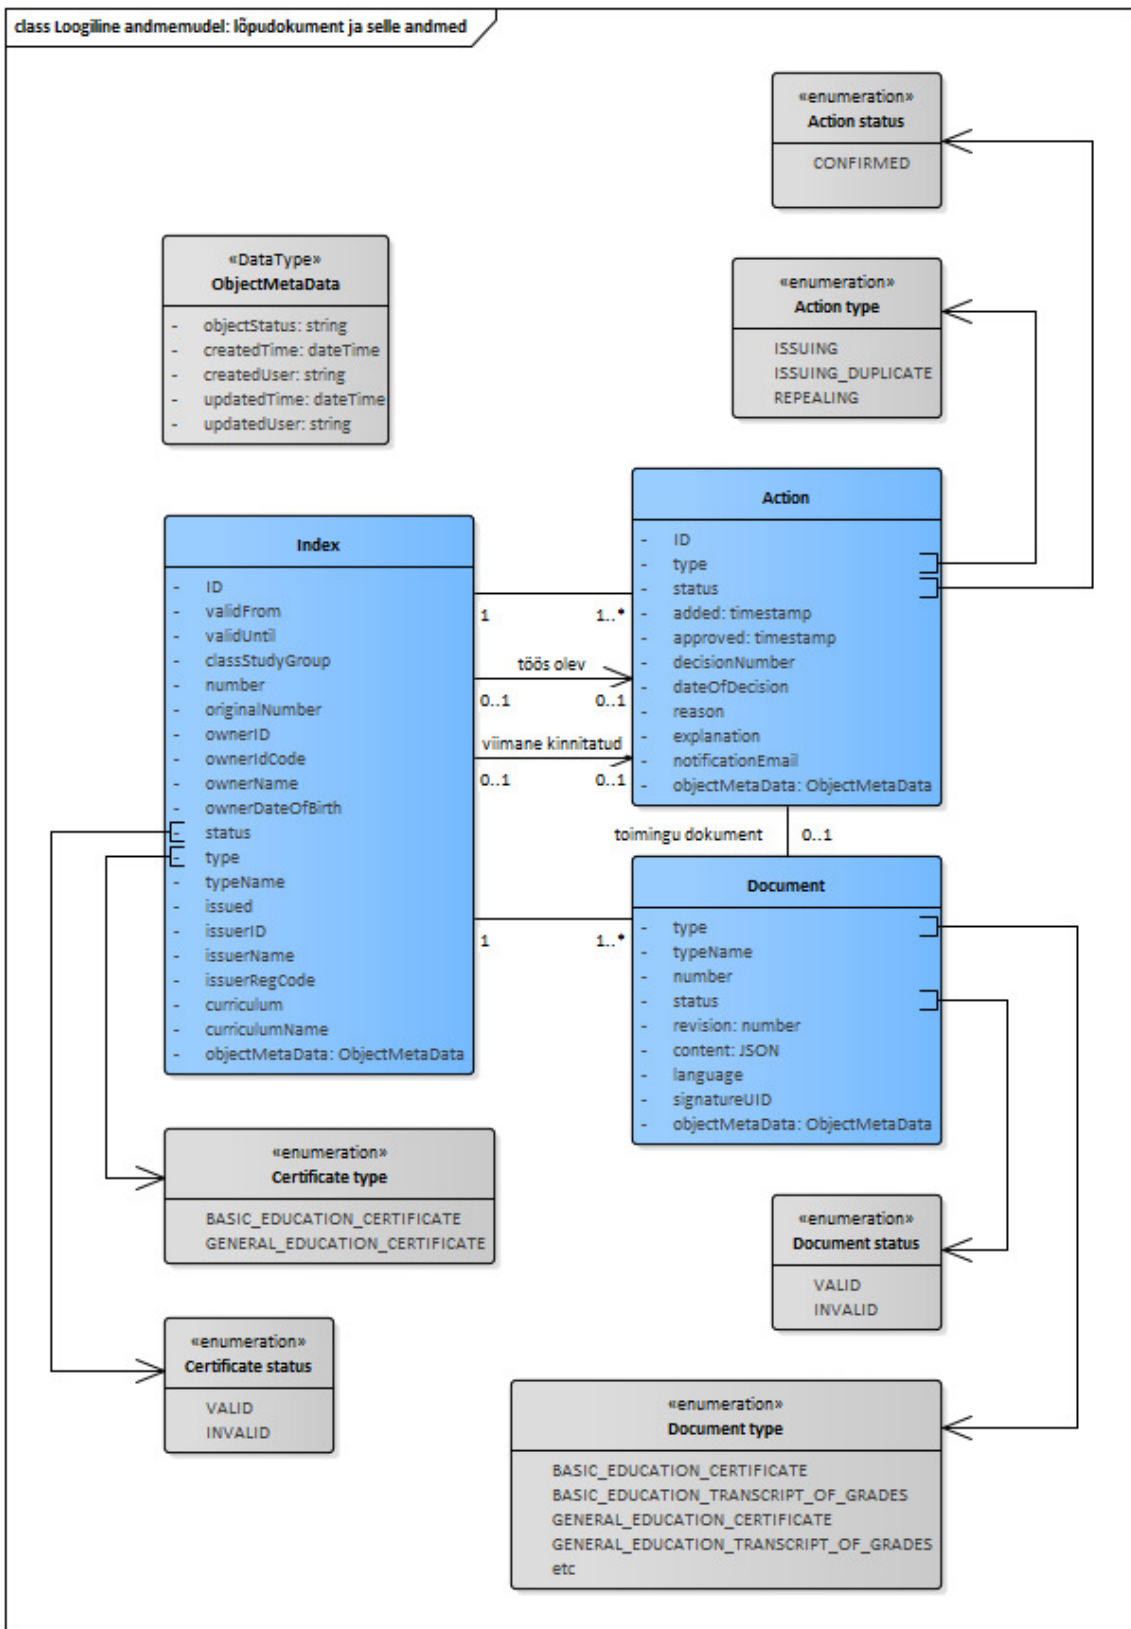 class Loogiline andmemudel: lõpudokument ja selle andmed
«enumeration»
Action status
CONFIRMED
«DataType»
ObjectMetaData
- objectStatus: string
- createdTime: dateTime
- createdUser: string
- updatedTime: dateTime
- updatedUser: string
«enumeration»
Action type
ISSUING
ISSUING_DUPLICATE
REPEALING
Action
- ID
- type
- status
- added: timestamp
- approved: timestamp
- decisionNumber
- dateOfDecision
- reason
- explanation
- notificationEmail
- objectMetaData: ObjectMetaData
Index
- ID
- validFrom
- validUntil
- classStudyGroup
- number
- originalNumber
- ownerID
- ownerIdCode
- ownerName
- ownerDateOfBirth
- status
- type
- typeName
- issued
- issuerID
- issuerName
- issuerRegCode
- curriculum
- curriculumName
- objectMetaData: ObjectMetaData
1 1..*
töös olev
0..1 0..1
viimane kinnitatud
0..1 0..1
toimingu dokument 0..1
1 1..*
Document
- type
- typeName
- number
- status
- revision: number
- content: JSON
- language
- signatureUID
- objectMetaData: ObjectMetaData
«enumeration»
Certificate type
BASIC_EDUCATION_CERTIFICATE
GENERAL_EDUCATION_CERTIFICATE
«enumeration»
Document status
VALID
INVALID
«enumeration»
Certificate status
VALID
INVALID
«enumeration»
Document type
BASIC_EDUCATION_CERTIFICATE
BASIC_EDUCATION_TRANSCRIPT_OF_GRADES
GENERAL_EDUCATION_CERTIFICATE
GENERAL_EDUCATION_TRANSCRIPT_OF_GRADES
etc